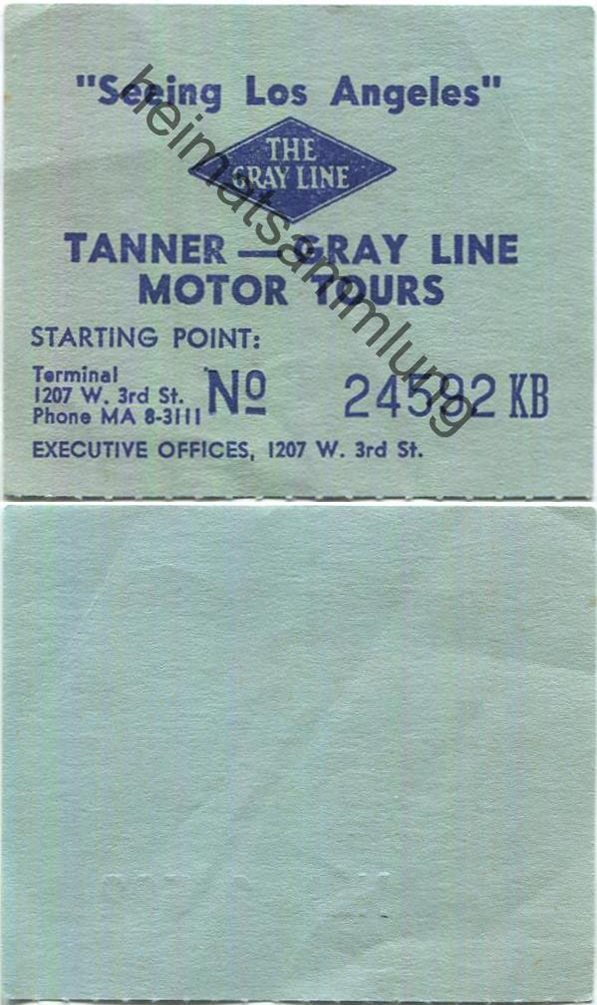 "Seeing Los Angeles"
THE
GRAY LINE
TANNER — GRAY LINE
MOTOR TOURS
STARTING POINT:
Terminal
1207 W. 3rd St.
Phone MA 8-3111
No 24592 KB
EXECUTIVE OFFICES, 1207 W. 3rd St.
heimatsammlung